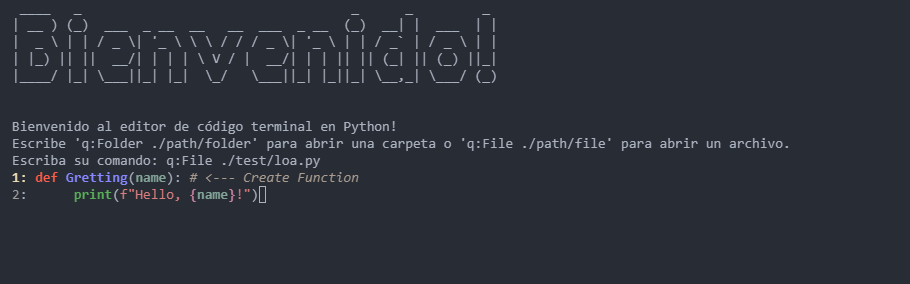 Bienvenido!
Bienvenido al editor de código terminal en Python!
Escribe 'q:Folder ./path/folder' para abrir una carpeta o 'q:File ./path/file' para abrir un archivo.
Escriba su comando: q:File ./test/loa.py
1: def Gretting(name): # <--- Create Function
2:      print(f"Hello, {name}!")